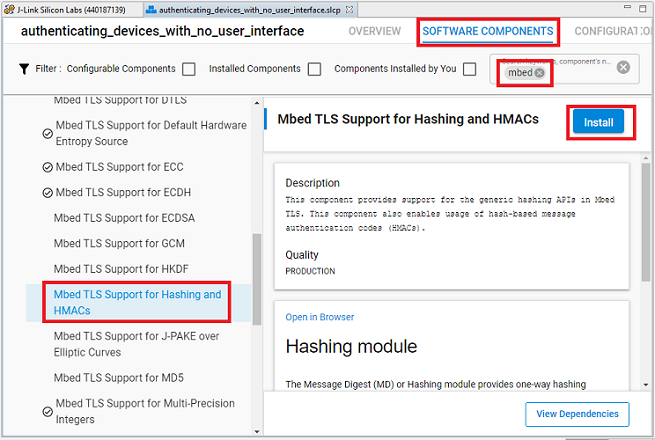 J-Link Silicon Labs (440187139)
authenticating_devices_with_no_user_interface.slcp
authenticating_devices_with_no_user_interface
OVERVIEW
SOFTWARE COMPONENTS
CONFIGURATION
Filter :
Configurable Components
Installed Components
Components Installed by You
Search keywords, component's n...
mbed
Mbed TLS Support for DTLS
Mbed TLS Support for Default Hardware
Entropy Source
Mbed TLS Support for ECC
Mbed TLS Support for ECDH
Mbed TLS Support for ECDSA
Mbed TLS Support for GCM
Mbed TLS Support for HKDF
Mbed TLS Support for Hashing and
HMACs
Mbed TLS Support for J-PAKE over
Elliptic Curves
Mbed TLS Support for MD5
Mbed TLS Support for Multi-Precision
Integers
Mbed TLS Support for Hashing and HMACs
Install
Description
This component provides support for the generic hashing APIs in Mbed
TLS. This component also enables usage of hash-based message
authentication codes (HMACs).
Quality
PRODUCTION
Open in Browser
Hashing module
The Message Digest (MD) or Hashing module provides one-way hashing
View Dependencies